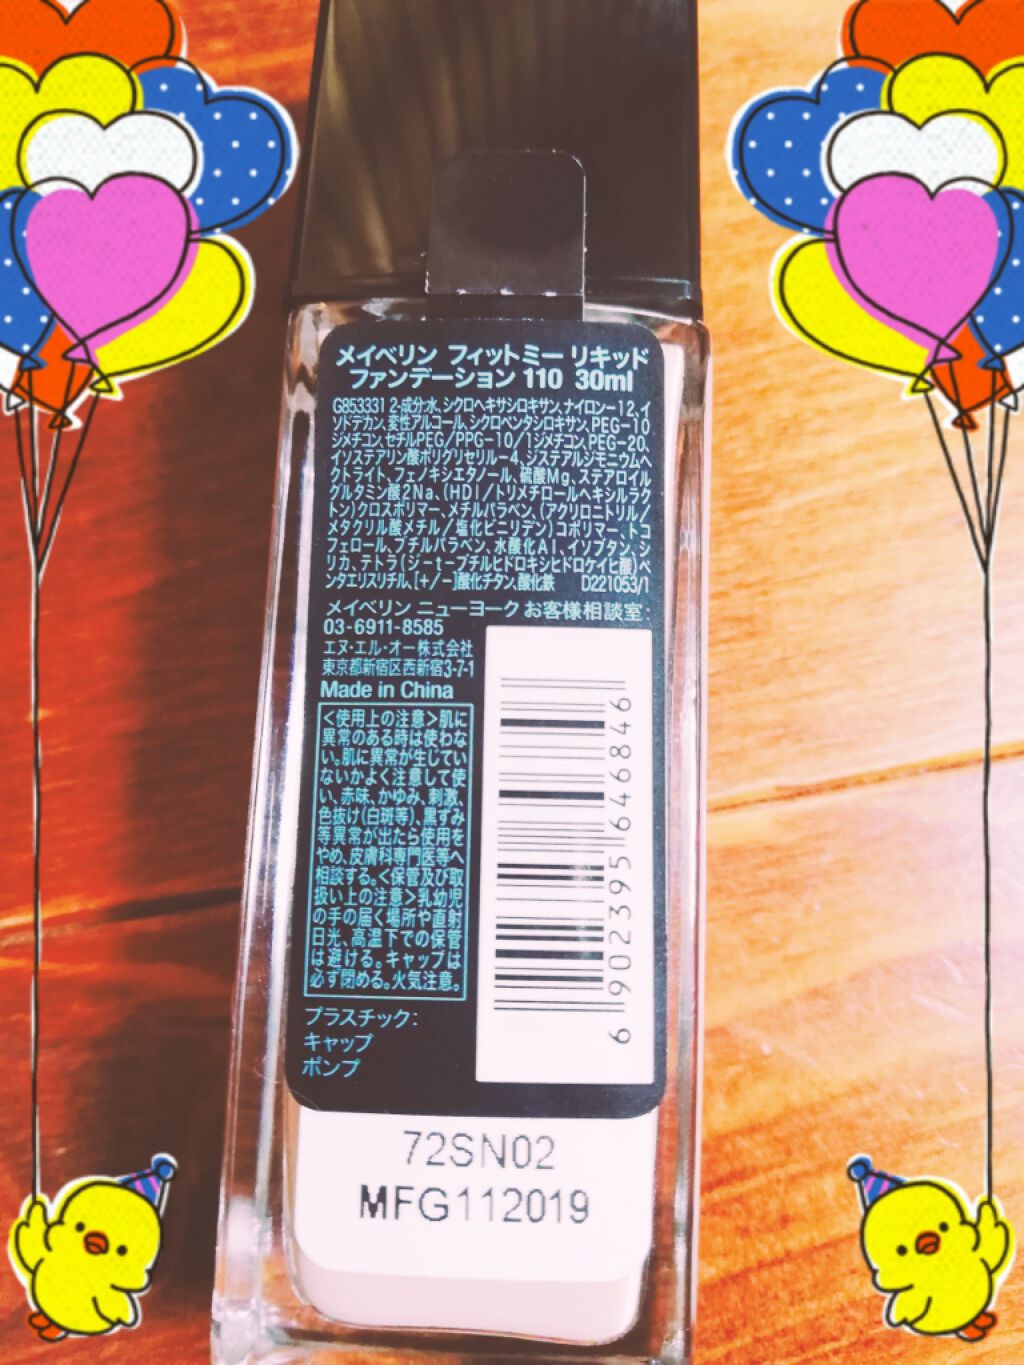 メイベリン フィットミー リキッド
ファンデーション 110 30ml
G853331 2-成分:水、シクロヘキサシロキサン、ナイロン-12、イ
ソドデカン、変性アルコール、シクロペンタシロキサン、PEG-10
ジメチコン、セチルPEG/PPG-10/1ジメチコン、PEG-20、
イソステアリン酸ポリグリセリル-4、ジステアルジモニウムヘ
クトライト、フェノキシエタノール、硫酸Mg、ステアロイル
グルタミン酸2Na、(HDI/トリメチロールヘキシルラク
トン)クロスポリマー、メチルパラベン、(アクリロニトリル/
メタクリル酸メチル/塩化ビニリデン)コポリマー、トコ
フェロール、ブチルパラベン、水酸化Al、イソブタン、シ
リカ、テトラ(ジ-t-ブチルヒドロキシヒドロケイヒ酸)ペ
ンタエリスリチル、[+/-]酸化チタン、酸化鉄 D221053/1
メイベリン ニューヨーク お客様相談室:
03-6911-8585
エヌ・エル・オー株式会社
東京都新宿区西新宿3-7-1
Made in China
<使用上の注意>肌に
異常のある時は使わな
い。肌に異常が生じてい
ないかよく注意して使
い、赤味、かゆみ、刺激、
色抜け(白斑等)、黒ずみ
等異常が出たら使用を
やめ、皮膚科専門医等へ
相談する。<保管及び取
扱い上の注意>乳幼児
の手の届く場所や直射
日光、高温下での保管
は避ける。キャップは
必ず閉める。火気注意。
プラスチック:
キャップ
ポンプ
6 902395 646846
72SN02
MFG112019